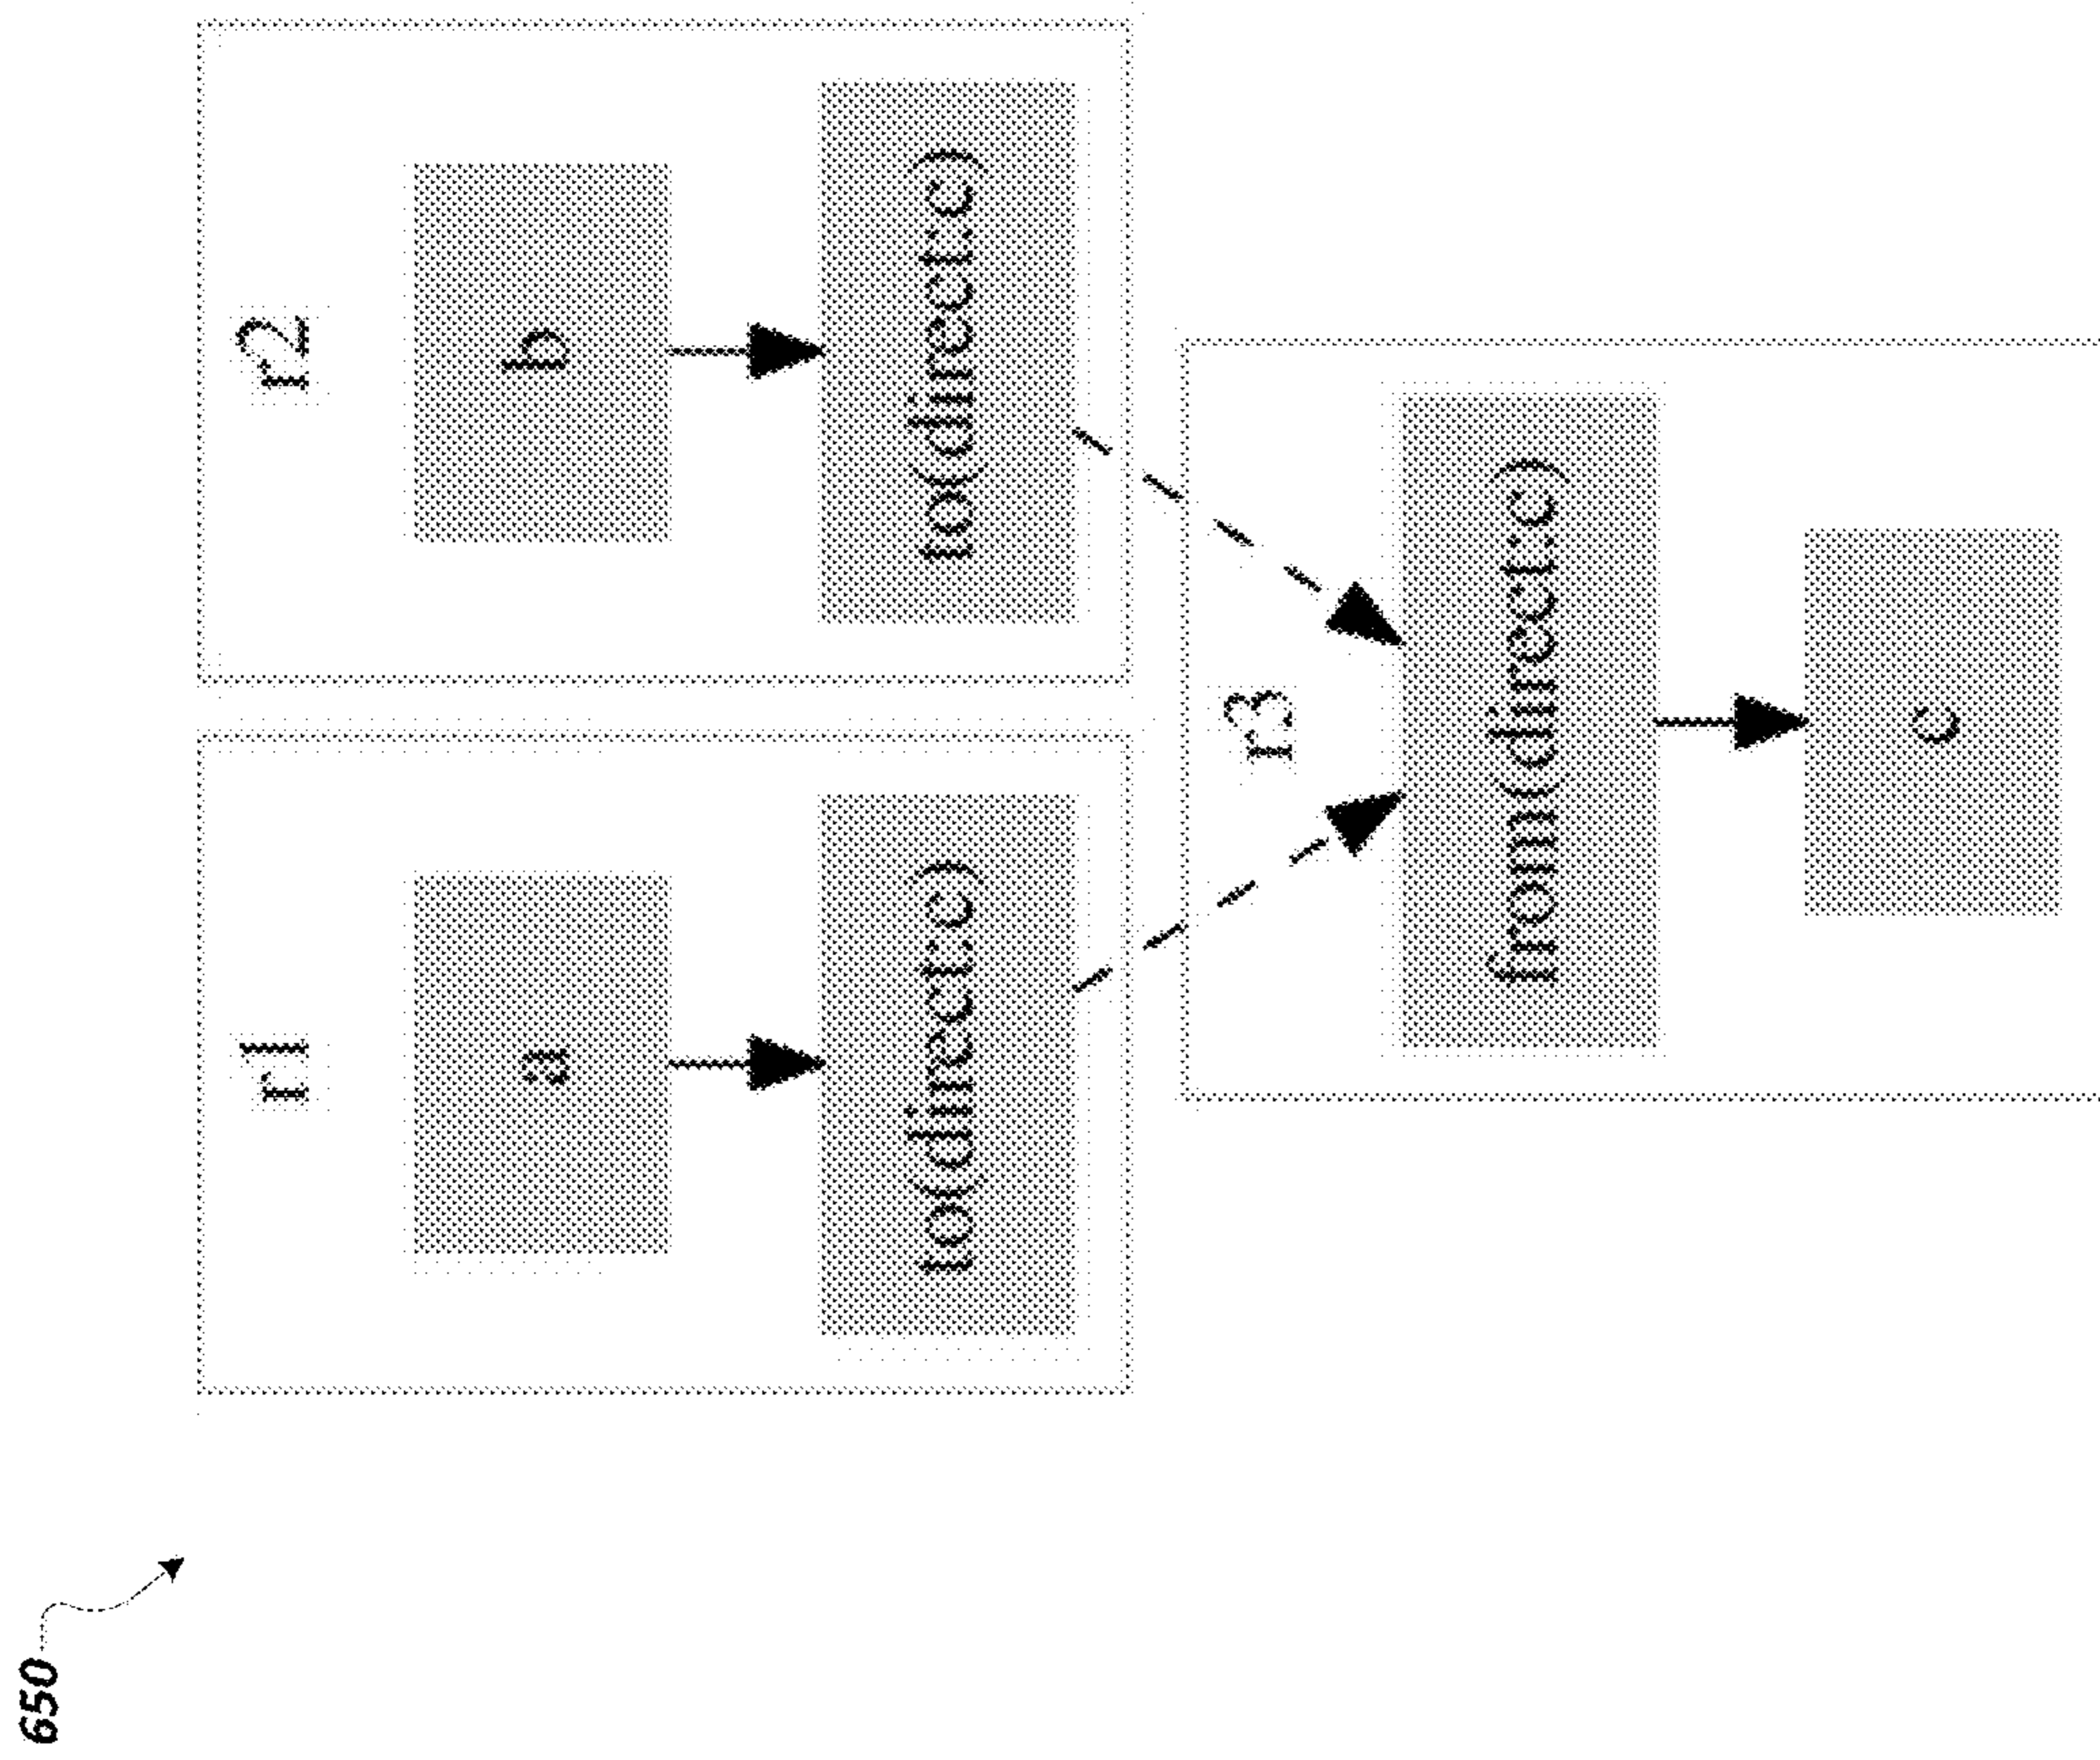 650
r1
a
to(direct:c)
r2
b
to(direct:c)
r3
from(direct:c)
c